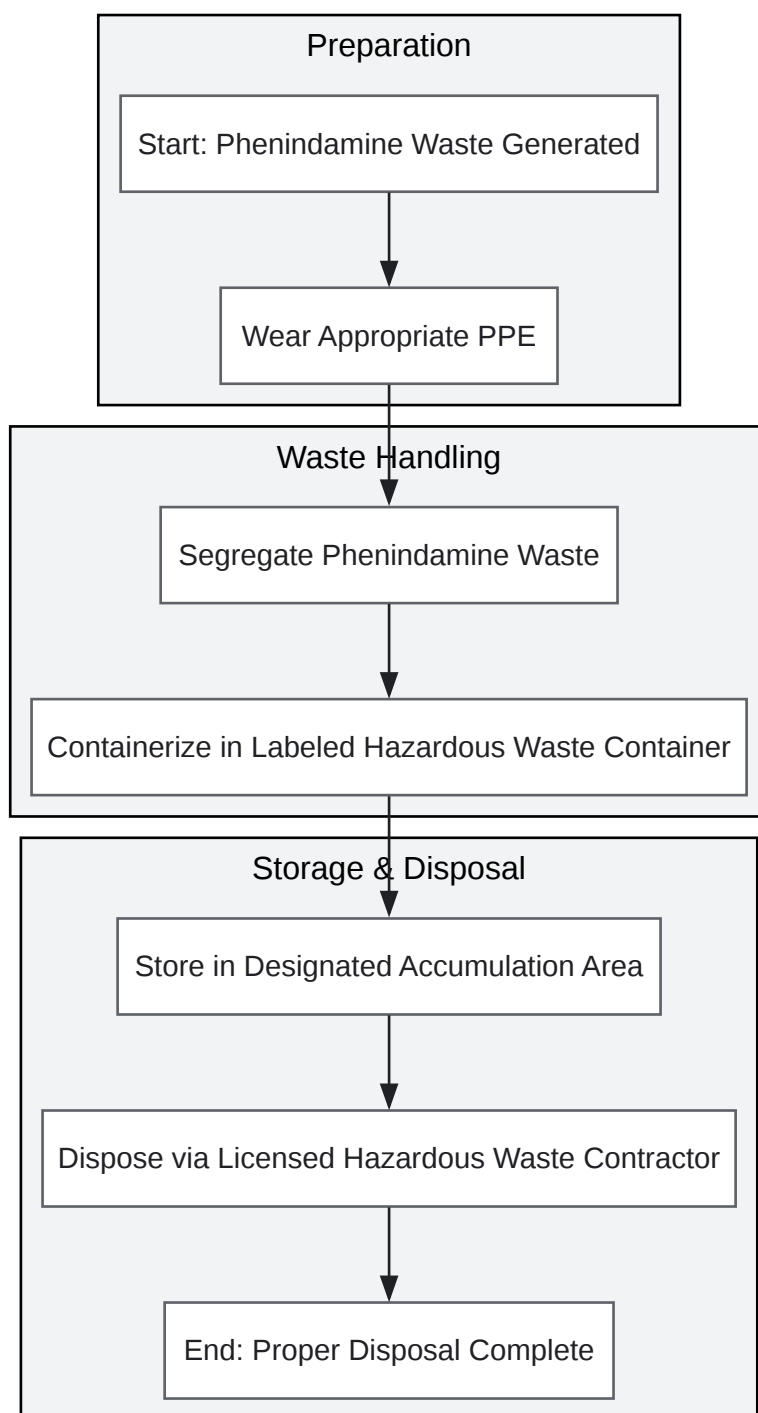 Preparation
Start: Phenindamine Waste Generated
Wear Appropriate PPE
Waste Handling
Segregate Phenindamine Waste
Containerize in Labeled Hazardous Waste Container
Storage & Disposal
Store in Designated Accumulation Area
Dispose via Licensed Hazardous Waste Contractor
End: Proper Disposal Complete